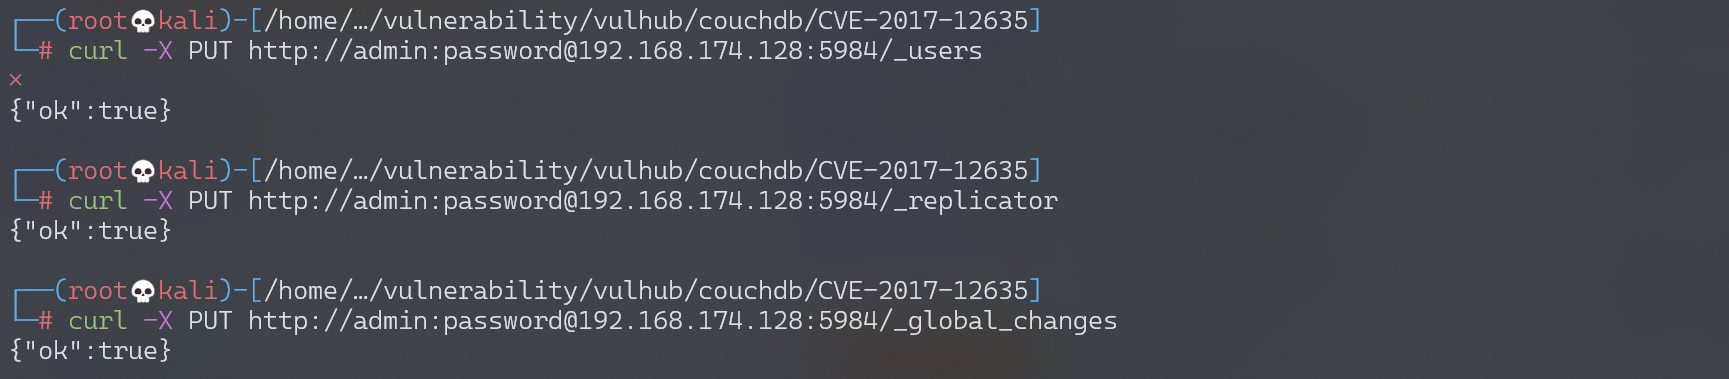 ┌──(root💀kali)-[/home/…/vulnerability/vulhub/couchdb/CVE-2017-12635]
└─# curl -X PUT http://admin:password@192.168.174.128:5984/_users
×
{"ok":true}
┌──(root💀kali)-[/home/…/vulnerability/vulhub/couchdb/CVE-2017-12635]
└─# curl -X PUT http://admin:password@192.168.174.128:5984/_replicator
{"ok":true}
┌──(root💀kali)-[/home/…/vulnerability/vulhub/couchdb/CVE-2017-12635]
└─# curl -X PUT http://admin:password@192.168.174.128:5984/_global_changes
{"ok":true}